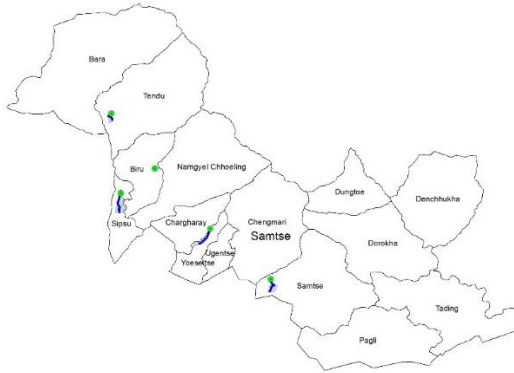 Bara
Tendu
Biru
Namgyel Chhoeling
Dungtoe
Denchhukha
Sipsu
Chargharay
Chengmari
Samtse
Ugentse
Yoeseltse
Dorokha
Samtse
Tading
Pagli